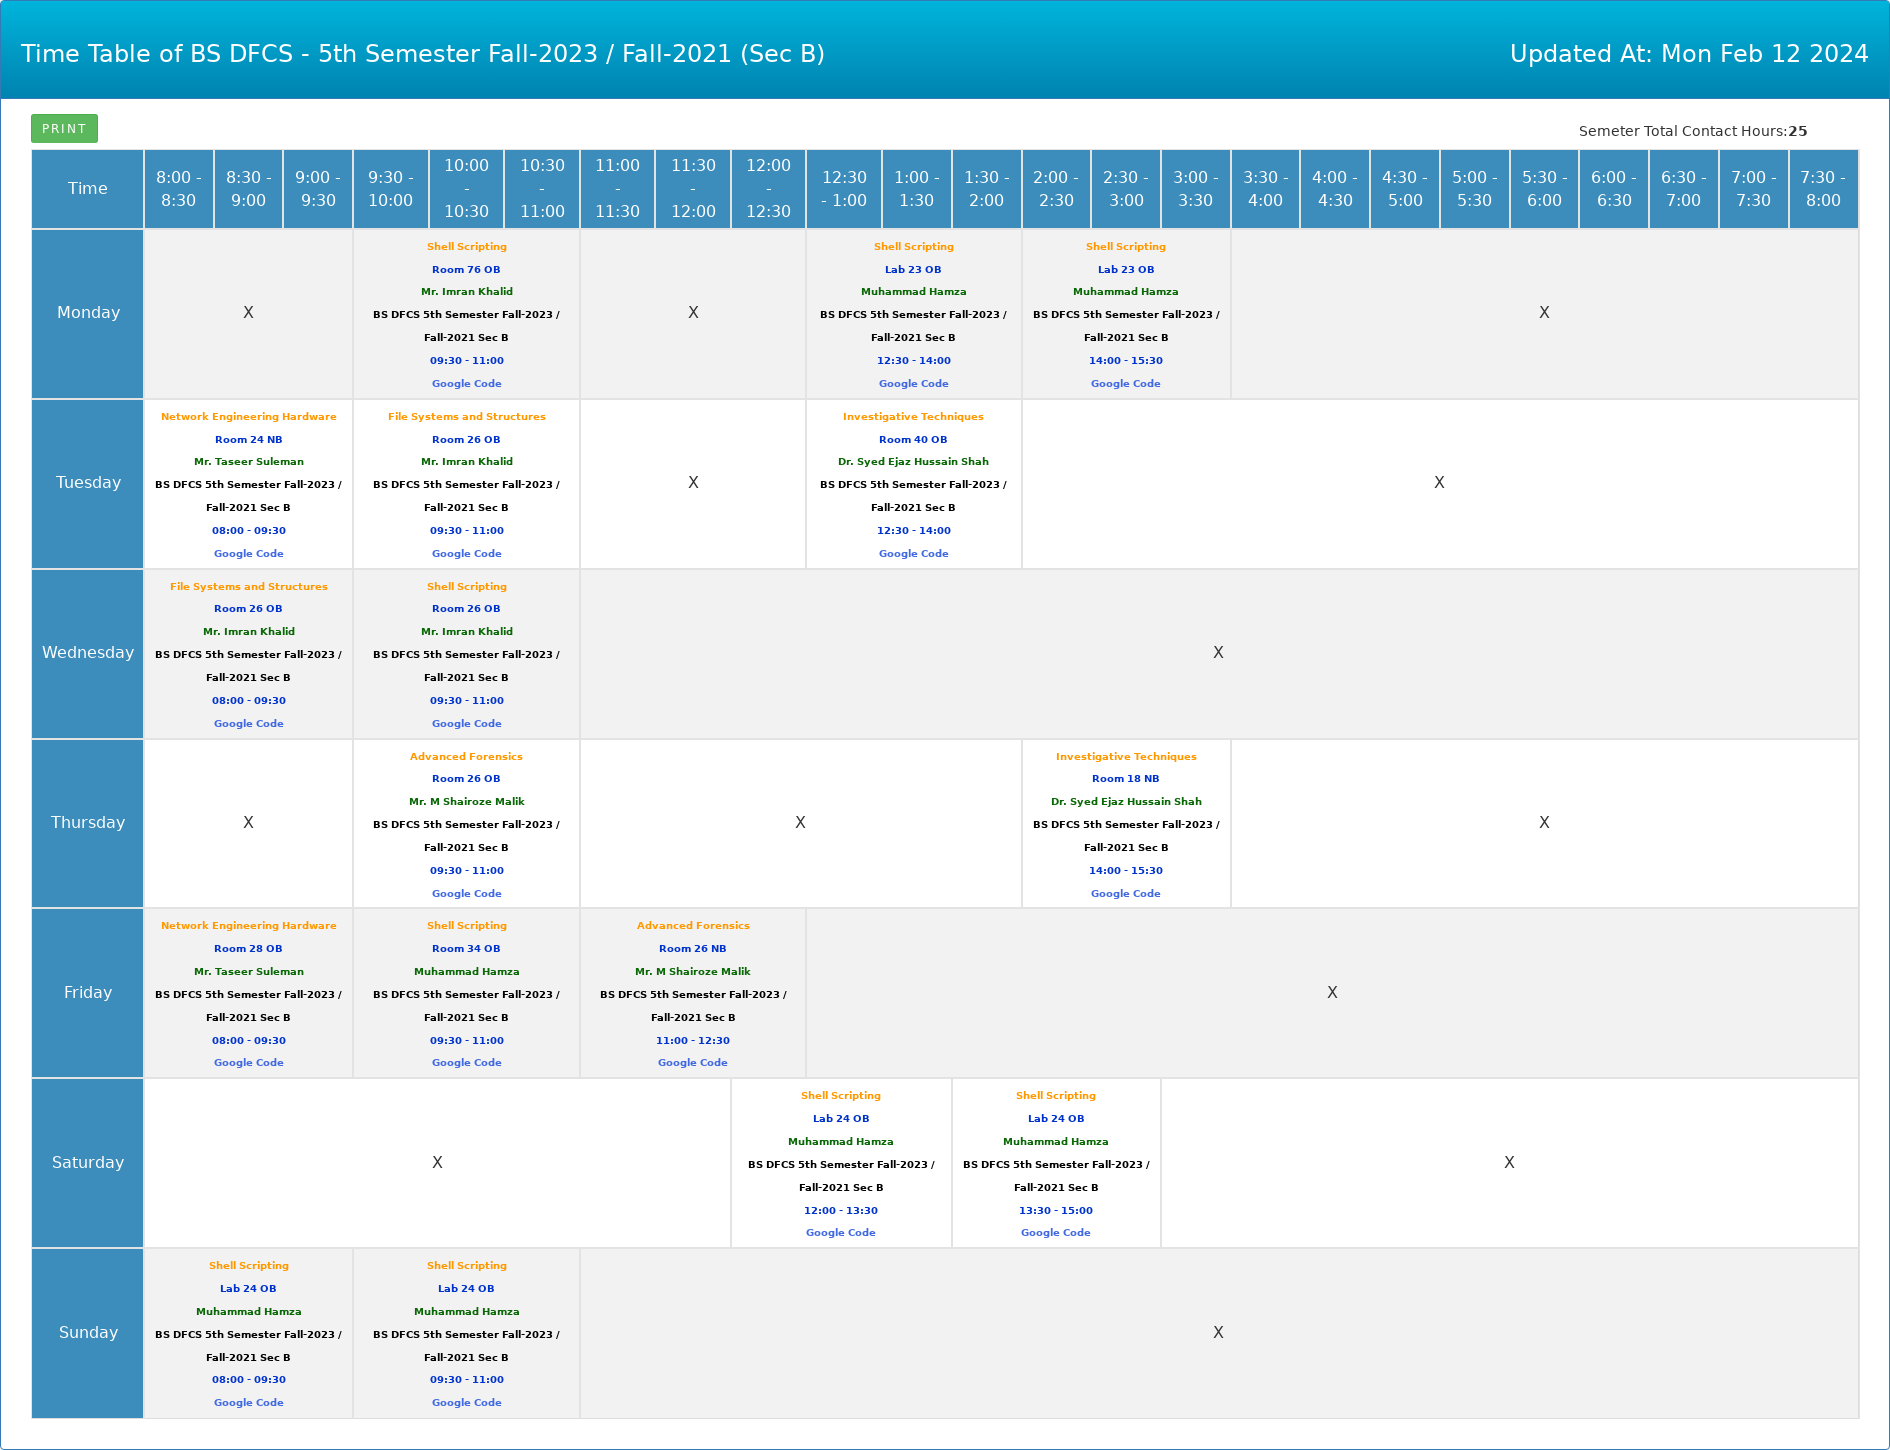 Time Table of BS DFCS - 5th Semester Fall-2023 / Fall-2021 (Sec B)
Updated At: Mon Feb 12 2024
PRINT
Semeter Total Contact Hours:25
Time
8:00 -
8:30
8:30 -
9:00
9:00 -
9:30
9:30 -
10:00
10:00
-
10:30
10:30
-
11:00
11:00
-
11:30
11:30
-
12:00
12:00
-
12:30
12:30
- 1:00
1:00 -
1:30
1:30 -
2:00
2:00 -
2:30
2:30 -
3:00
3:00 -
3:30
3:30 -
4:00
4:00 -
4:30
4:30 -
5:00
5:00 -
5:30
5:30 -
6:00
6:00 -
6:30
6:30 -
7:00
7:00 -
7:30
7:30 -
8:00
Monday
X
Shell Scripting
Room 76 OB
Mr. Imran Khalid
BS DFCS 5th Semester Fall-2023 /
Fall-2021 Sec B
09:30 - 11:00
Google Code
X
Shell Scripting
Lab 23 OB
Muhammad Hamza
BS DFCS 5th Semester Fall-2023 /
Fall-2021 Sec B
12:30 - 14:00
Google Code
Shell Scripting
Lab 23 OB
Muhammad Hamza
BS DFCS 5th Semester Fall-2023 /
Fall-2021 Sec B
14:00 - 15:30
Google Code
X
Tuesday
Network Engineering Hardware
Room 24 NB
Mr. Taseer Suleman
BS DFCS 5th Semester Fall-2023 /
Fall-2021 Sec B
08:00 - 09:30
Google Code
File Systems and Structures
Room 26 OB
Mr. Imran Khalid
BS DFCS 5th Semester Fall-2023 /
Fall-2021 Sec B
09:30 - 11:00
Google Code
X
Investigative Techniques
Room 40 OB
Dr. Syed Ejaz Hussain Shah
BS DFCS 5th Semester Fall-2023 /
Fall-2021 Sec B
12:30 - 14:00
Google Code
X
Wednesday
File Systems and Structures
Room 26 OB
Mr. Imran Khalid
BS DFCS 5th Semester Fall-2023 /
Fall-2021 Sec B
08:00 - 09:30
Google Code
Shell Scripting
Room 26 OB
Mr. Imran Khalid
BS DFCS 5th Semester Fall-2023 /
Fall-2021 Sec B
09:30 - 11:00
Google Code
X
Thursday
X
Advanced Forensics
Room 26 OB
Mr. M Shairoze Malik
BS DFCS 5th Semester Fall-2023 /
Fall-2021 Sec B
09:30 - 11:00
Google Code
X
Investigative Techniques
Room 18 NB
Dr. Syed Ejaz Hussain Shah
BS DFCS 5th Semester Fall-2023 /
Fall-2021 Sec B
14:00 - 15:30
Google Code
X
Friday
Network Engineering Hardware
Room 28 OB
Mr. Taseer Suleman
BS DFCS 5th Semester Fall-2023 /
Fall-2021 Sec B
08:00 - 09:30
Google Code
Shell Scripting
Room 34 OB
Muhammad Hamza
BS DFCS 5th Semester Fall-2023 /
Fall-2021 Sec B
09:30 - 11:00
Google Code
Advanced Forensics
Room 26 NB
Mr. M Shairoze Malik
BS DFCS 5th Semester Fall-2023 /
Fall-2021 Sec B
11:00 - 12:30
Google Code
X
Saturday
X
Shell Scripting
Lab 24 OB
Muhammad Hamza
BS DFCS 5th Semester Fall-2023 /
Fall-2021 Sec B
12:00 - 13:30
Google Code
Shell Scripting
Lab 24 OB
Muhammad Hamza
BS DFCS 5th Semester Fall-2023 /
Fall-2021 Sec B
13:30 - 15:00
Google Code
X
Sunday
Shell Scripting
Lab 24 OB
Muhammad Hamza
BS DFCS 5th Semester Fall-2023 /
Fall-2021 Sec B
08:00 - 09:30
Google Code
Shell Scripting
Lab 24 OB
Muhammad Hamza
BS DFCS 5th Semester Fall-2023 /
Fall-2021 Sec B
09:30 - 11:00
Google Code
X